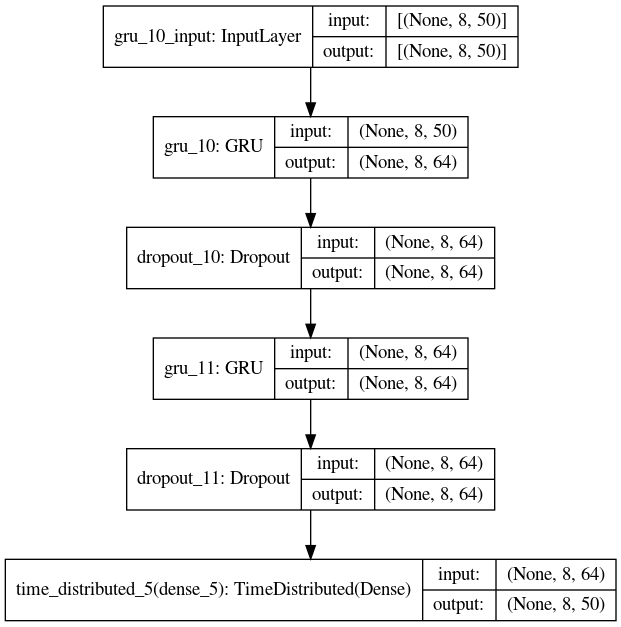 gru_10_input: InputLayer
input: [(None, 8, 50)]
output: [(None, 8, 50)]
gru_10: GRU
input: (None, 8, 50)
output: (None, 8, 64)
dropout_10: Dropout
input: (None, 8, 64)
output: (None, 8, 64)
gru_11: GRU
input: (None, 8, 64)
output: (None, 8, 64)
dropout_11: Dropout
input: (None, 8, 64)
output: (None, 8, 64)
time_distributed_5(dense_5): TimeDistributed(Dense)
input: (None, 8, 64)
output: (None, 8, 50)